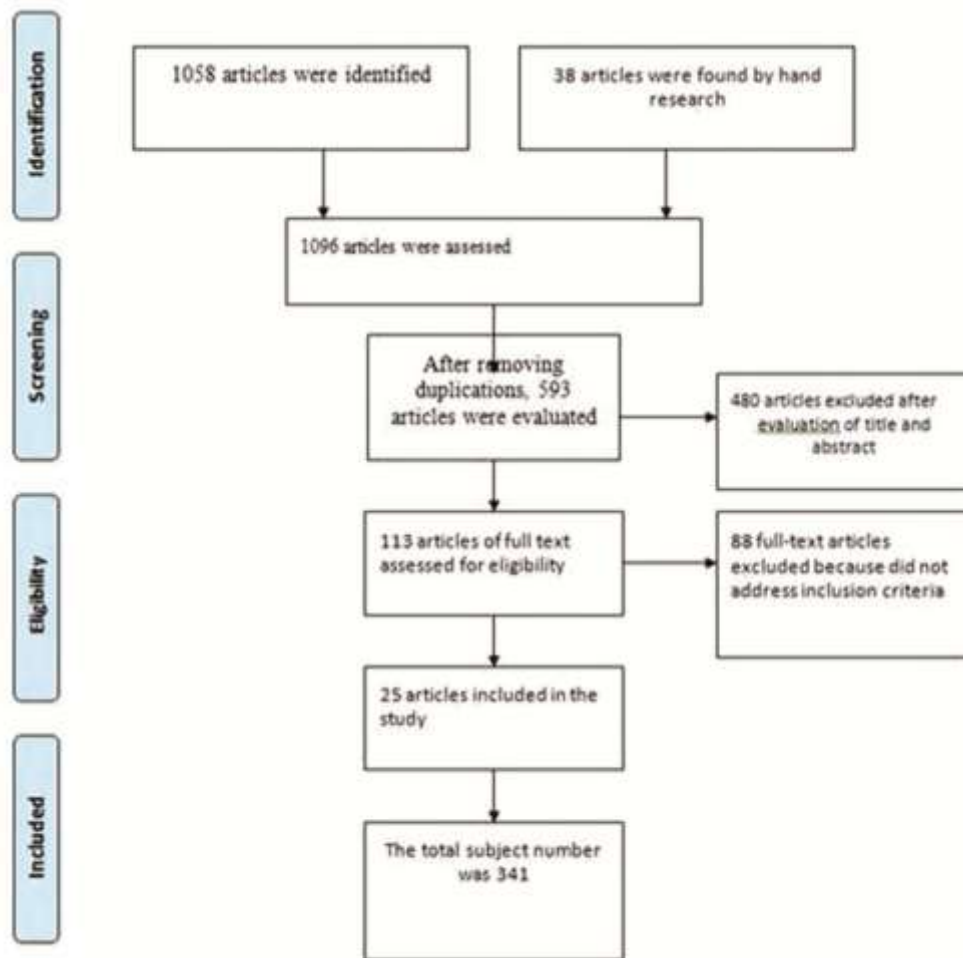 Identification
1058 articles were identified
38 articles were found by hand
research
1096 articles were assessed
Screening
After removing
duplications, 593
articles were evaluated
480 articles excluded after
evaluation of title and
abstract
Eligibility
113 articles of full text
assessed for eligibility
88 full-text articles
excluded because did not
address inclusion criteria
25 articles included in the
study
Included
The total subject number
was 341